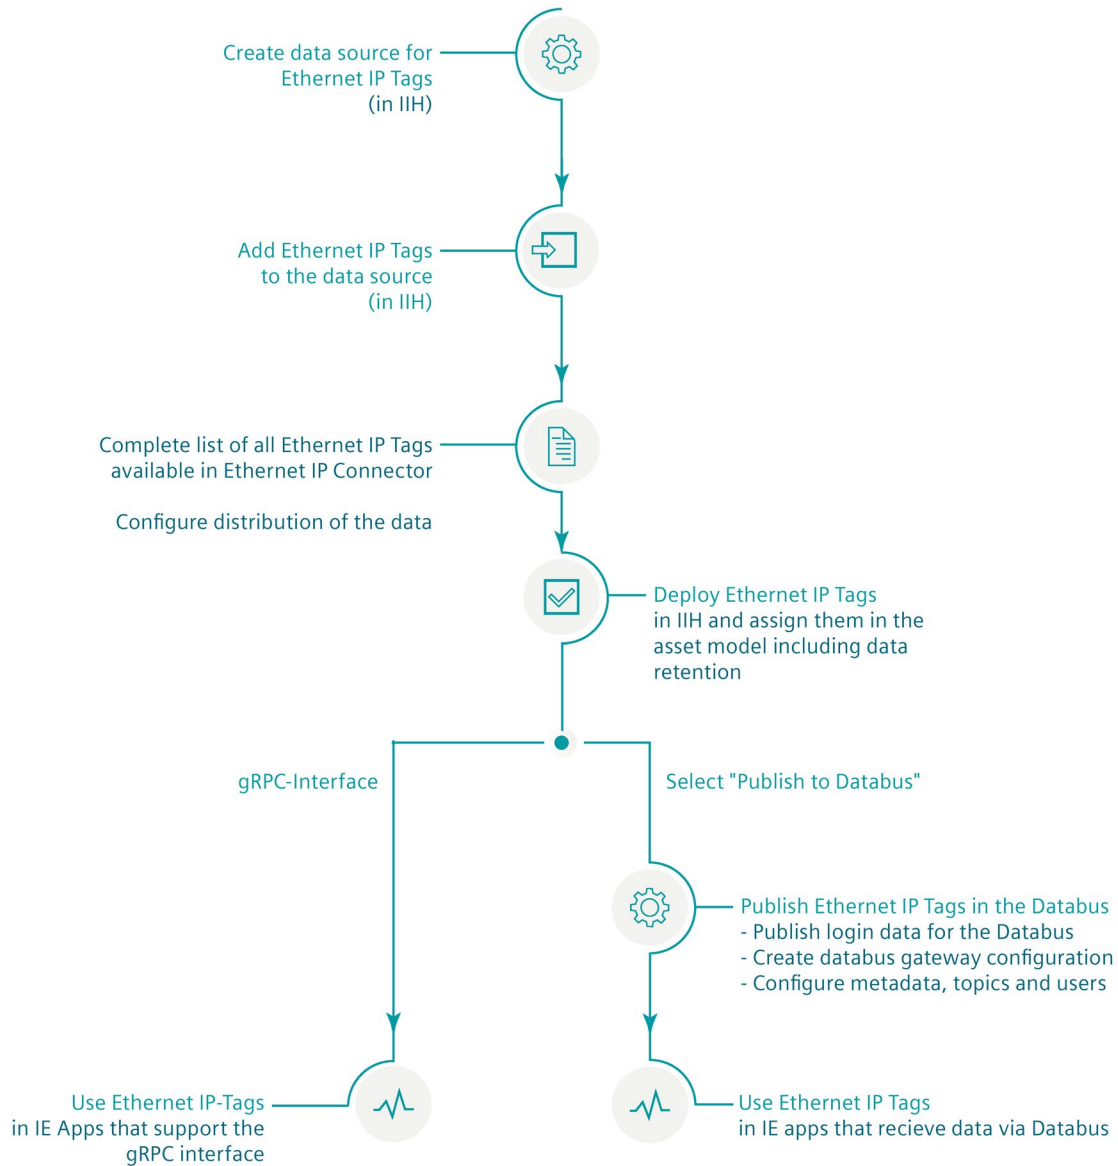 Create data source for
Ethernet IP Tags
(in IIH)
Add Ethernet IP Tags
to the data source
(in IIH)
Complete list of all Ethernet IP Tags
available in Ethernet IP Connector
Configure distribution of the data
Deploy Ethernet IP Tags
in IIH and assign them in the
asset model including data
retention
gRPC-Interface
Select "Publish to Databus"
Publish Ethernet IP Tags in the Databus
- Publish login data for the Databus
- Create databus gateway configuration
- Configure metadata, topics and users
Use Ethernet IP-Tags
in IE Apps that support the
gRPC interface
Use Ethernet IP Tags
in IE apps that recieve data via Databus